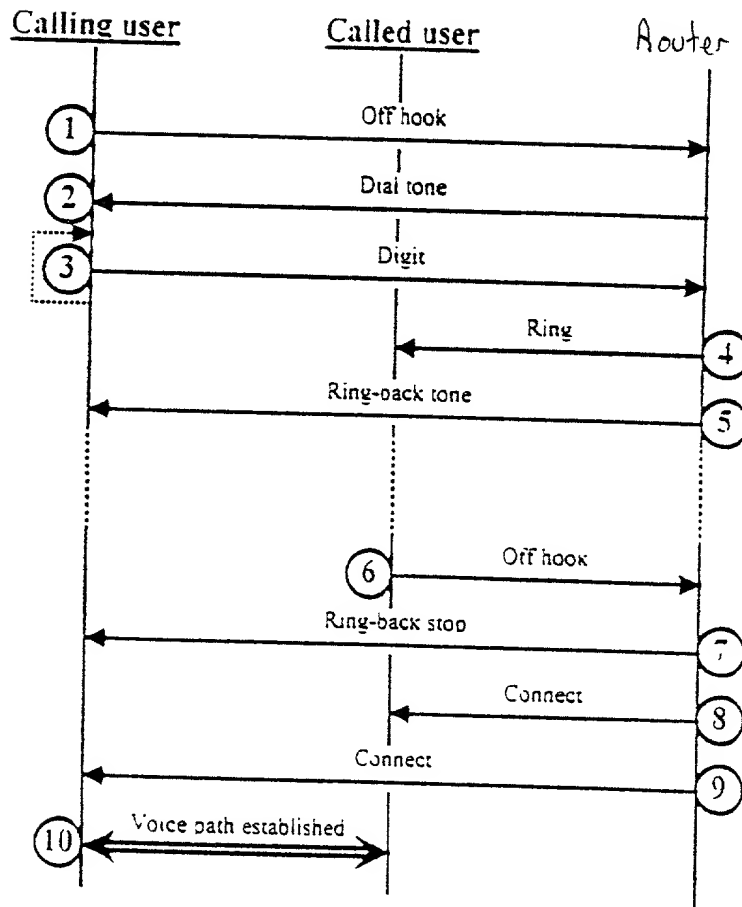 Calling user
Called user
Router
1
Off hook
2
Dial tone
3
Digit
Ring
4
Ring-back tone
5
6
Off hook
Ring-back stop
7
Connect
8
Connect
9
10
Voice path established